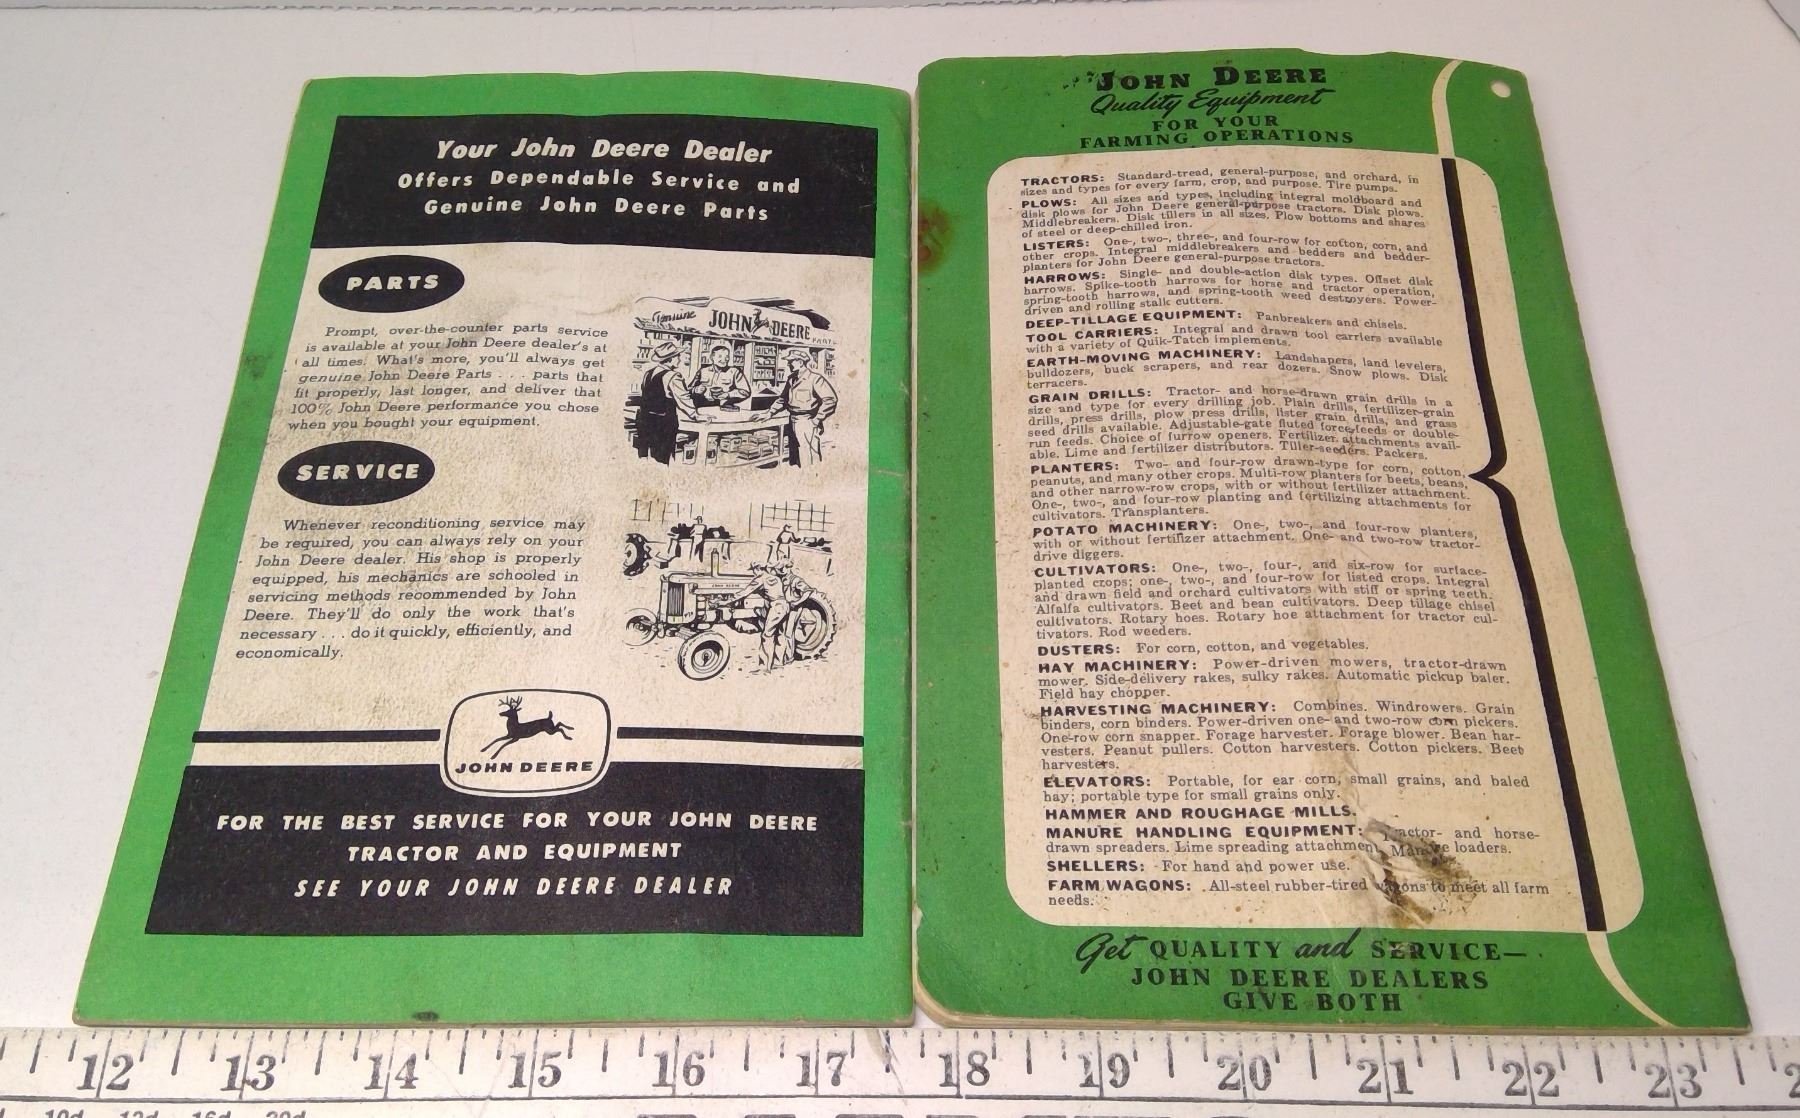 Your John Deere Dealer
Offers Dependable Service and
Genuine John Deere Parts
PARTS
Prompt, over-the-counter parts service
is available at your John Deere dealer's at
all times. What's more, you'll always get
genuine John Deere Parts . . . parts that
fit properly, last longer, and deliver that
100% John Deere performance you chose
when you bought your equipment.
Genuine JOHN DEERE
PARTS
SERVICE
Whenever reconditioning service may
be required, you can always rely on your
John Deere dealer. His shop is properly
equipped, his mechanics are schooled in
servicing methods recommended by John
Deere. They'll do only the work that's
necessary . . . do it quickly, efficiently, and
economically.
JOHN DEERE
JOHN DEERE
FOR THE BEST SERVICE FOR YOUR JOHN DEERE
TRACTOR AND EQUIPMENT
SEE YOUR JOHN DEERE DEALER
JOHN DEERE
Quality Equipment
FOR YOUR
FARMING OPERATIONS
TRACTORS: Standard-tread, general-purpose, and orchard, in
sizes and types for every farm, crop, and purpose. Tire pumps.
PLOWS: All sizes and types, including integral moldboard and
disk plows for John Deere general-purpose tractors. Disk plows.
Middlebreakers. Disk tillers in all sizes. Plow bottoms and shares
of steel or deep-chilled iron.
LISTERS: One-, two-, three-, and four-row for cotton, corn, and
other crops. Integral middlebreakers and bedders and bedder-
planters for John Deere general-purpose tractors.
HARROWS: Single- and double-action disk types. Offset disk
harrows. Spike-tooth harrows for horse and tractor operation,
spring-tooth harrows, and spring-tooth weed destroyers. Power-
driven and rolling stalk cutters.
DEEP-TILLAGE EQUIPMENT: Panbreakers and chisels.
TOOL CARRIERS: Integral and drawn tool carriers available
with a variety of Quik-Tatch implements.
EARTH-MOVING MACHINERY: Landshapers, land levelers,
bulldozers, buck scrapers, and rear dozers. Snow plows. Disk
terracers.
GRAIN DRILLS: Tractor- and horse-drawn grain drills in a
size and type for every drilling job. Plain drills, fertilizer-grain
drills, press drills, plow press drills, lister grain drills, and grass
seed drills available. Adjustable-gate fluted force-feeds or double-
run feeds. Choice of furrow openers. Fertilizer attachments avail-
able. Lime and fertilizer distributors. Tiller-seeders. Packers.
PLANTERS: Two- and four-row drawn-type for corn, cotton,
peanuts, and many other crops. Multi-row planters for beets, beans,
and other narrow-row crops, with or without fertilizer attachment.
One-, two-, and four-row planting and fertilizing attachments for
cultivators. Transplanters.
POTATO MACHINERY: One-, two-, and four-row planters,
with or without fertilizer attachment. One- and two-row tractor-
drive diggers.
CULTIVATORS: One-, two-, four-, and six-row for surface-
planted crops; one-, two-, and four-row for listed crops. Integral
and drawn field and orchard cultivators with stiff or spring teeth.
Alfalfa cultivators. Beet and bean cultivators. Deep tillage chisel
cultivators. Rotary hoes. Rotary hoe attachment for tractor cul-
tivators. Rod weeders.
DUSTERS: For corn, cotton, and vegetables.
HAY MACHINERY: Power-driven mowers, tractor-drawn
mower. Side-delivery rakes, sulky rakes. Automatic pickup baler.
Field hay chopper.
HARVESTING MACHINERY: Combines. Windrowers. Grain
binders, corn binders. Power-driven one- and two-row corn pickers.
One-row corn snapper. Forage harvester. Forage blower. Bean har-
vesters. Peanut pullers. Cotton harvesters. Cotton pickers. Beet
harvesters.
ELEVATORS: Portable, for ear corn, small grains, and baled
hay; portable type for small grains only.
HAMMER AND ROUGHAGE MILLS.
MANURE HANDLING EQUIPMENT: Tractor- and horse-
drawn spreaders. Lime spreading attachment. Manure loaders.
SHELLERS: For hand and power use.
FARM WAGONS: All-steel rubber-tired wagons to meet all farm
needs.
Get QUALITY and SERVICE—
JOHN DEERE DEALERS
GIVE BOTH
12 13 14 15 16 17 18 19 20 21 22 23